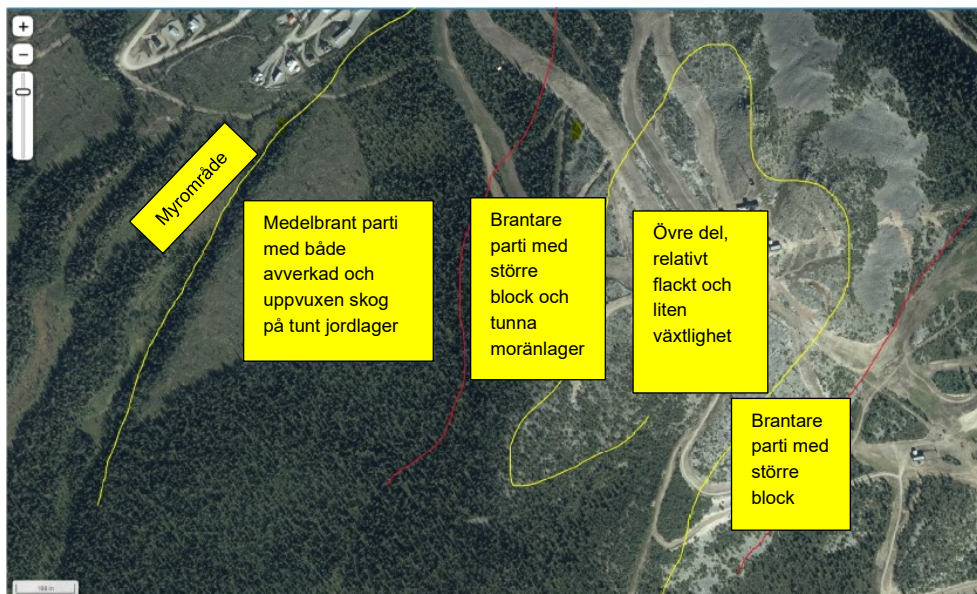 +
−
Myrområde
Medelbrant parti
med både
avverkad och
uppvuxen skog
på tunt jordlager
Brantare
parti med
större
block och
tunna
moränlager
Övre del,
relativt
flackt och
liten
växtlighet
Brantare
parti med
större
block